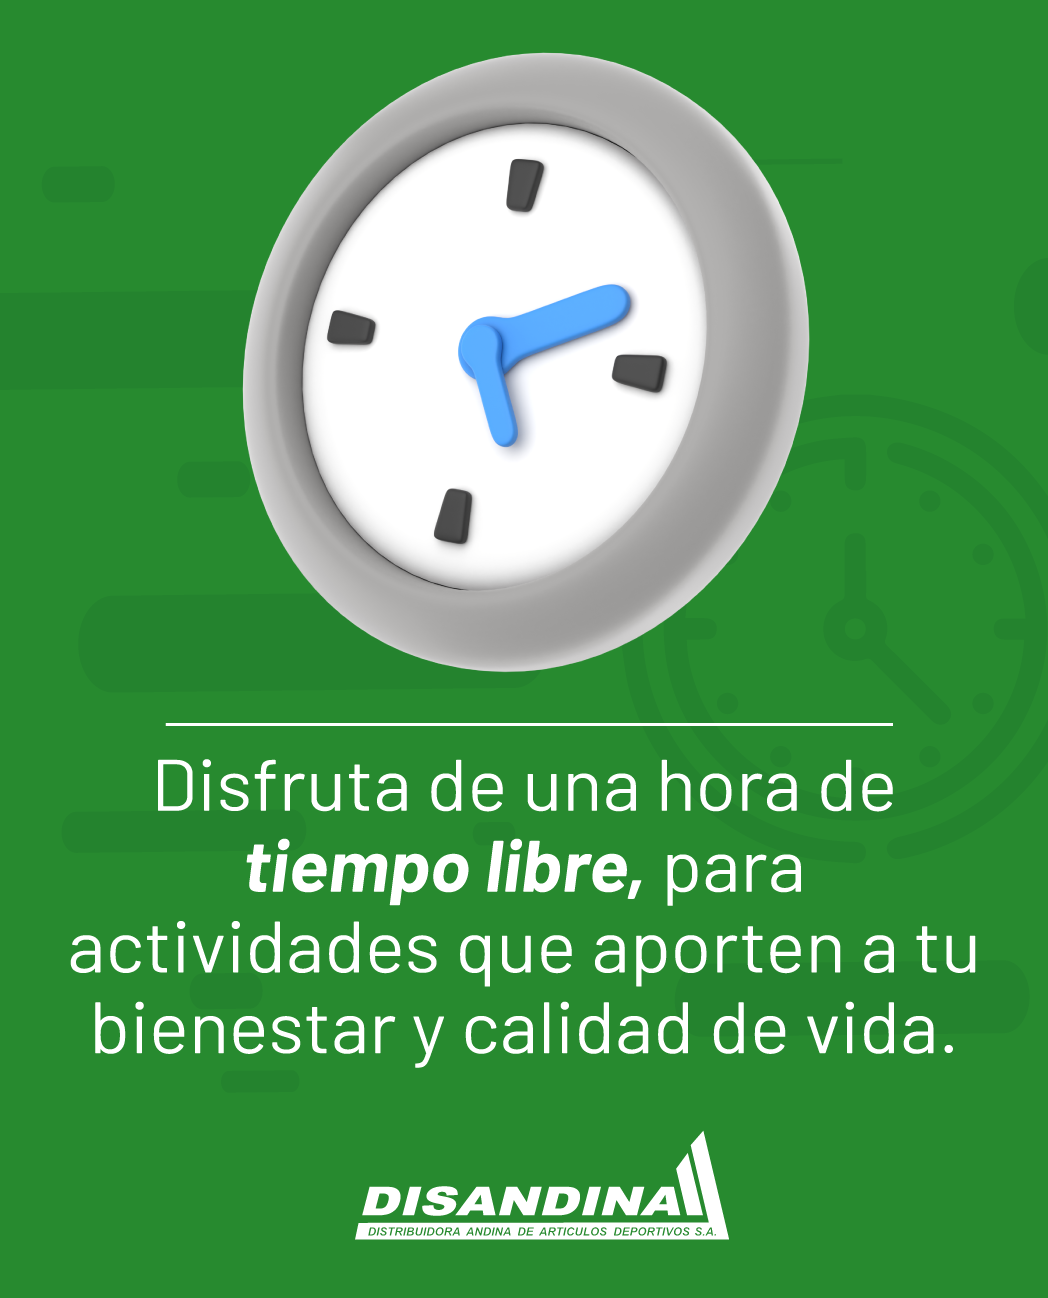 Disfruta de una hora de
tiempo libre, para
actividades que aporten a tu
bienestar y calidad de vida.
DISANDINA
DISTRIBUIDORA ANDINA DE ARTICULOS DEPORTIVOS S.A.